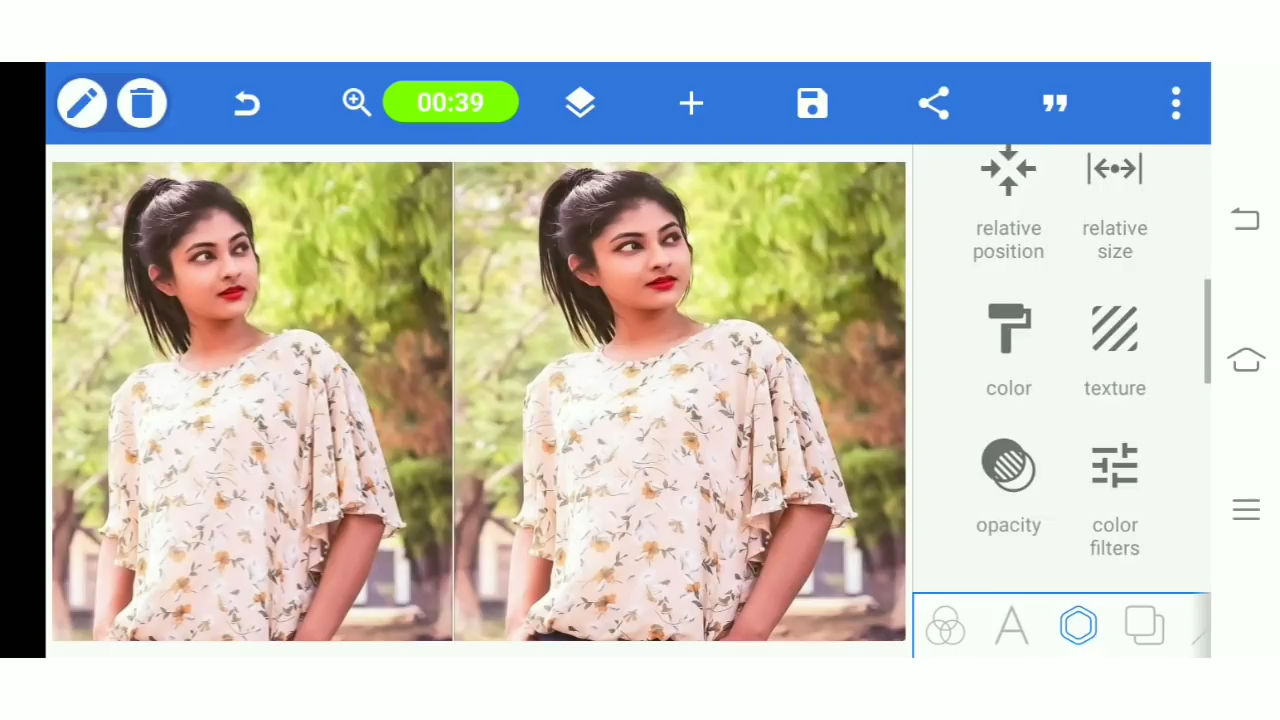 00:39
relative
position
relative
size
color
texture
opacity
color
filters